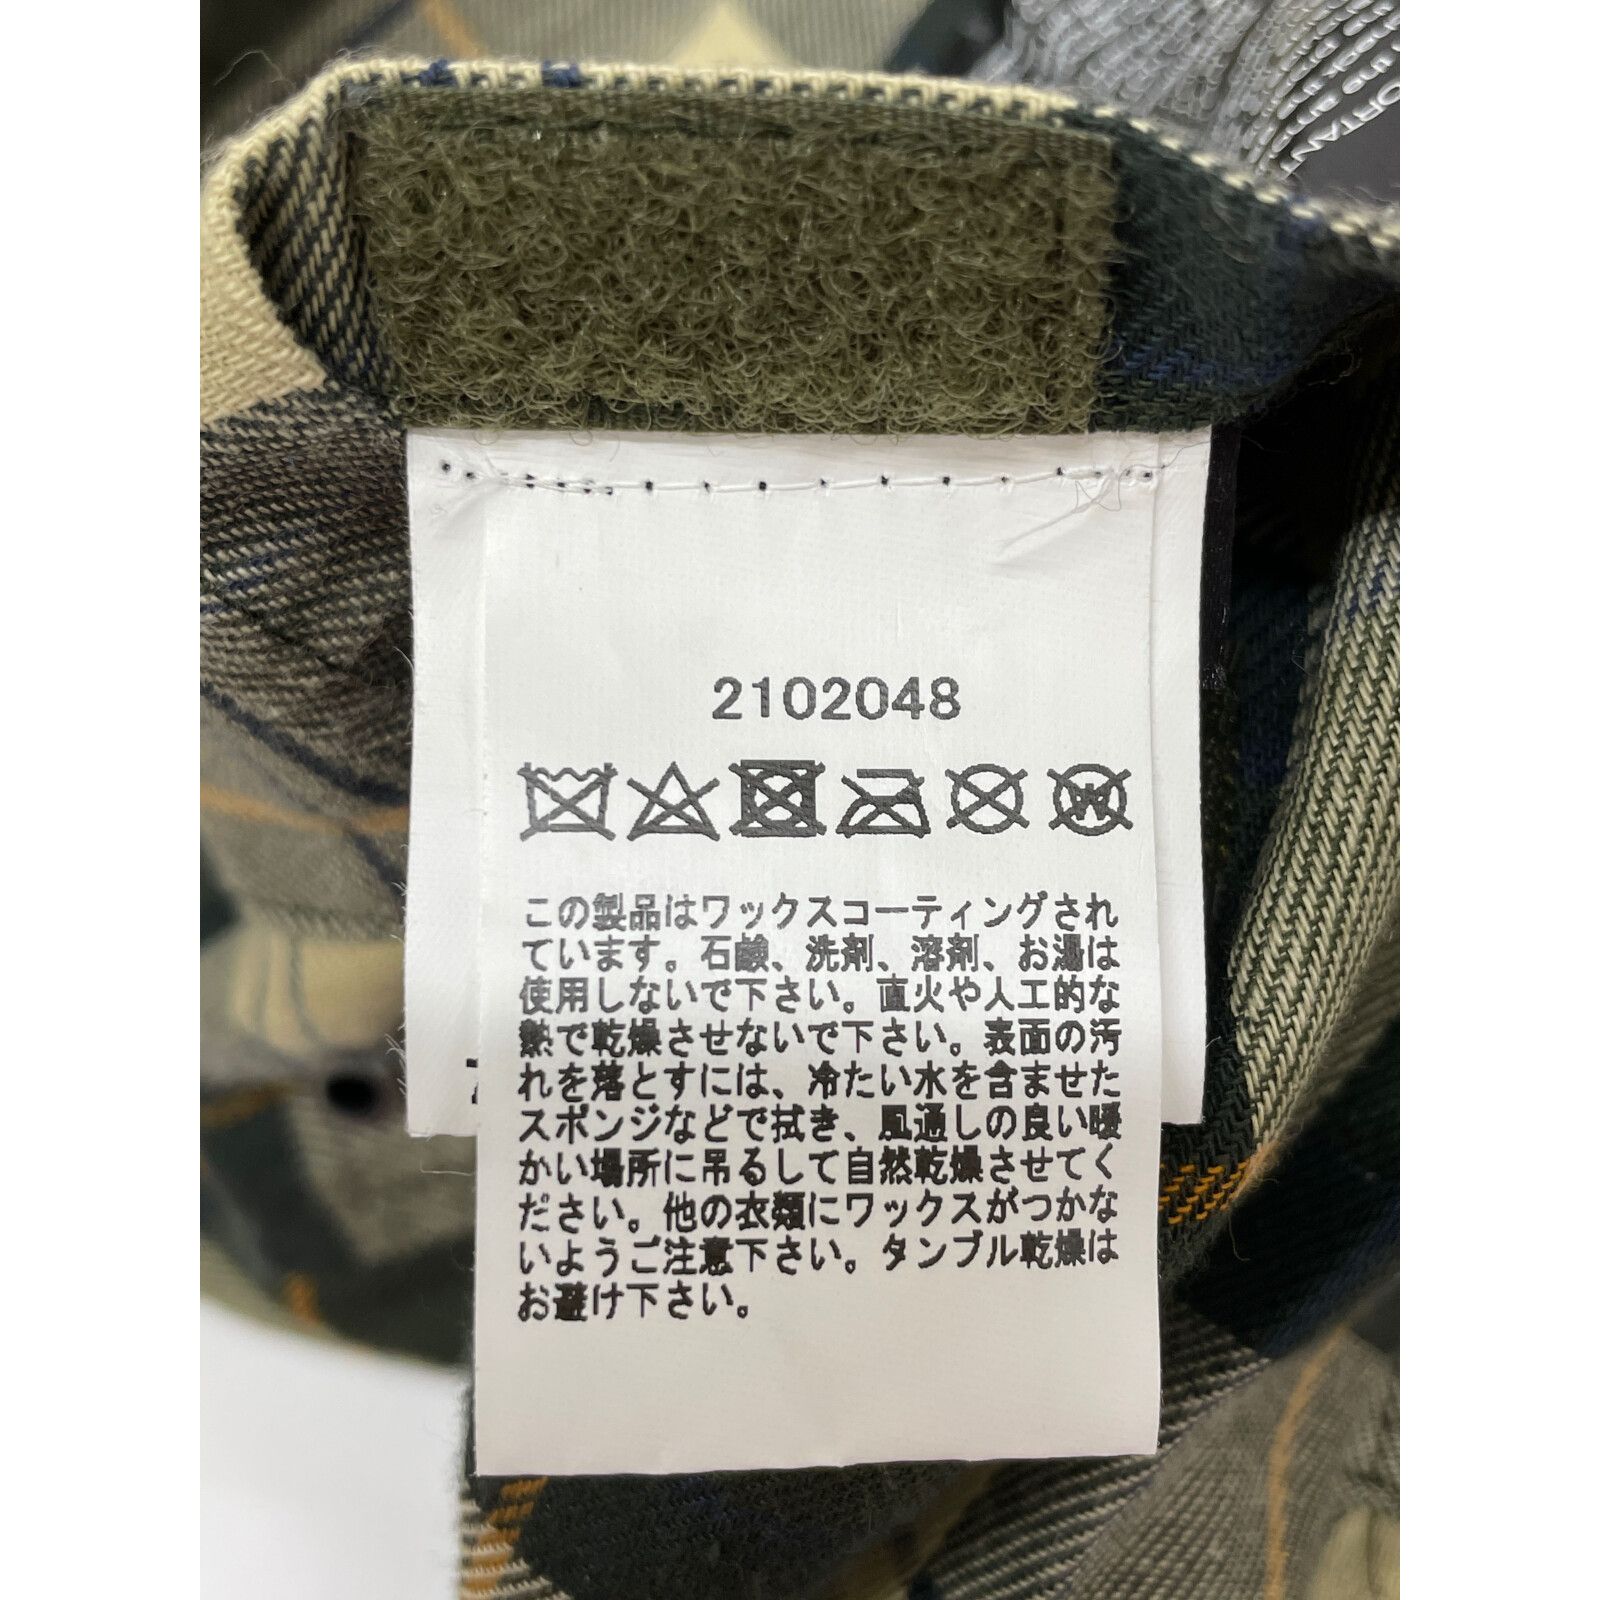 2102048
この製品はワックスコーティングされ
ています。石鹸、洗剤、溶剤、お湯は
使用しないで下さい。直火や人工的な
熱で乾燥させないで下さい。表面の汚
れを落とすには、冷たい水を含ませた
スポンジなどで拭き、風通しの良い暖
かい場所に吊るして自然乾燥させてく
ださい。他の衣類にワックスがつかな
いようご注意下さい。タンブル乾燥は
お避け下さい。